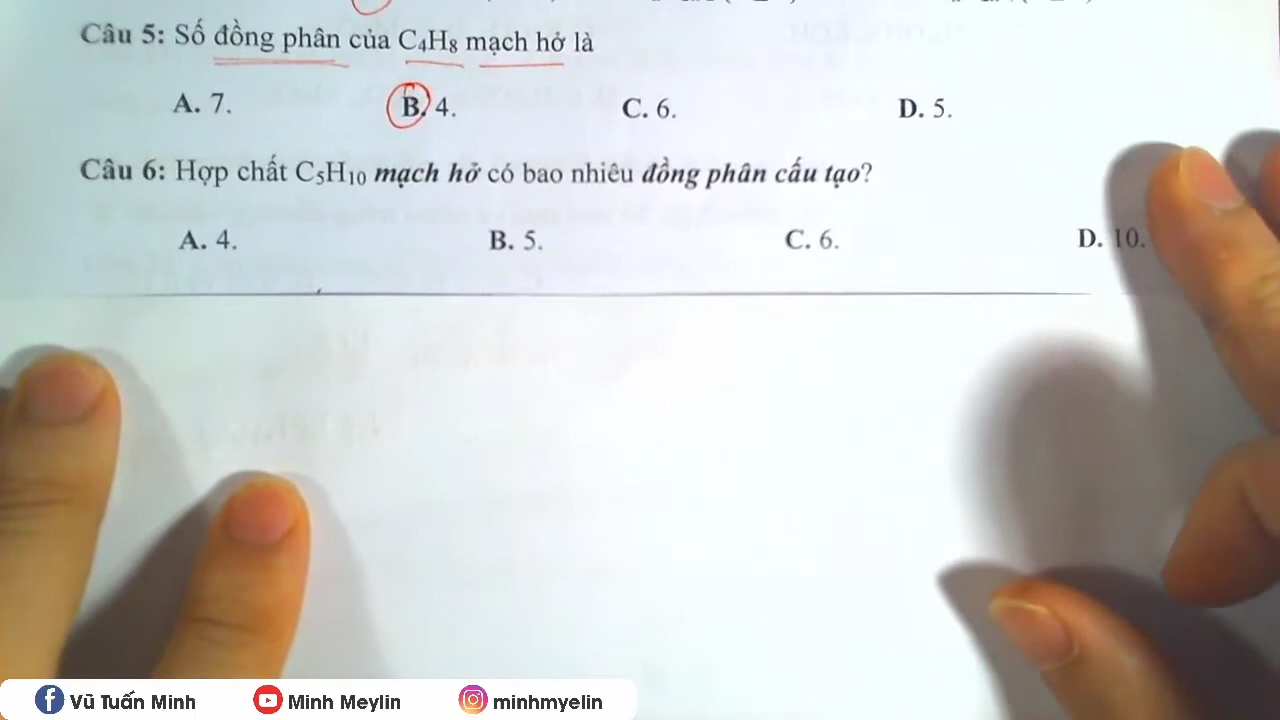 Câu 5: Số đồng phân của C₄H₈ mạch hở là
A. 7. B. 4. C. 6. D. 5.
Câu 6: Hợp chất C₅H₁₀ mạch hở có bao nhiêu đồng phân cấu tạo?
A. 4. B. 5. C. 6. D. 10.
Vũ Tuấn Minh Minh Meylin minhmyelin